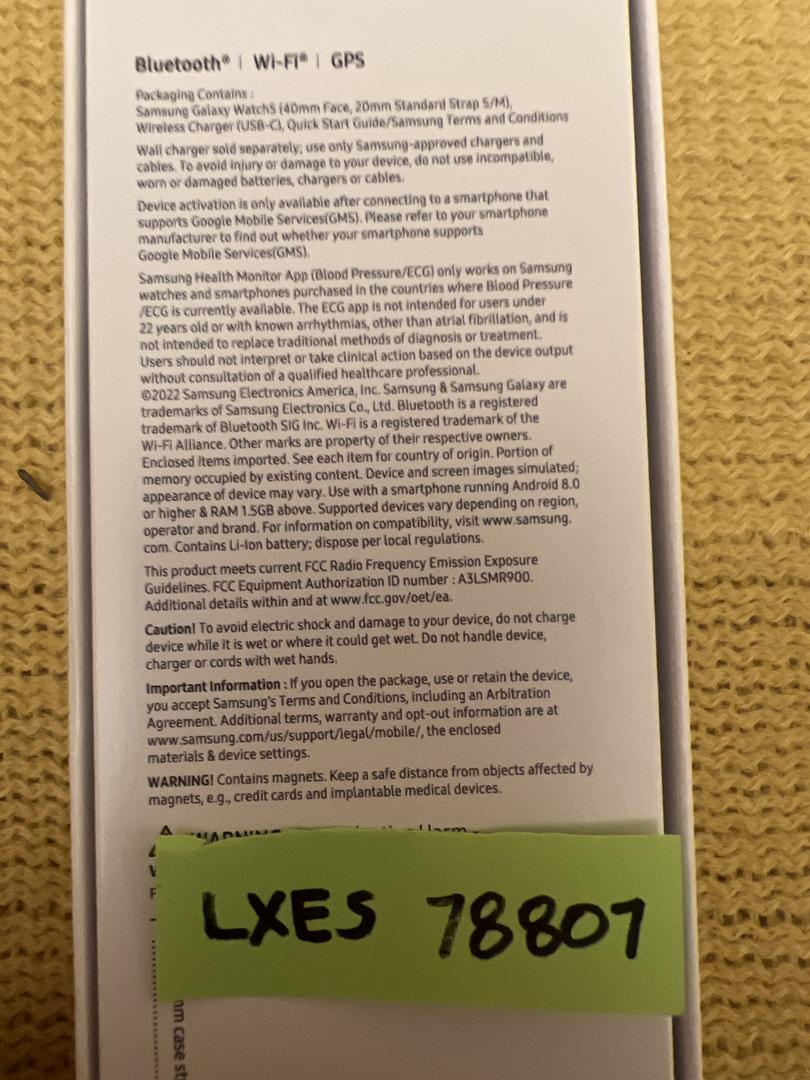 Bluetooth® | Wi-Fi® | GPS
Packaging Contains :
Samsung Galaxy Watch5 (40mm Face, 20mm Standard Strap S/M),
Wireless Charger (USB-C), Quick Start Guide/Samsung Terms and Conditions
Wall charger sold separately; use only Samsung-approved chargers and
cables. To avoid injury or damage to your device, do not use incompatible,
worn or damaged batteries, chargers or cables.
Device activation is only available after connecting to a smartphone that
supports Google Mobile Services(GMS). Please refer to your smartphone
manufacturer to find out whether your smartphone supports
Google Mobile Services(GMS).
Samsung Health Monitor App (Blood Pressure/ECG) only works on Samsung
watches and smartphones purchased in the countries where Blood Pressure
/ECG is currently available. The ECG app is not intended for users under
22 years old or with known arrhythmias, other than atrial fibrillation, and is
not intended to replace traditional methods of diagnosis or treatment.
Users should not interpret or take clinical action based on the device output
without consultation of a qualified healthcare professional.
©2022 Samsung Electronics America, Inc. Samsung & Samsung Galaxy are
trademarks of Samsung Electronics Co., Ltd. Bluetooth is a registered
trademark of Bluetooth SIG Inc. Wi-Fi is a registered trademark of the
Wi-Fi Alliance. Other marks are property of their respective owners.
Enclosed items imported. See each item for country of origin. Portion of
memory occupied by existing content. Device and screen images simulated;
appearance of device may vary. Use with a smartphone running Android 8.0
or higher & RAM 1.5GB above. Supported devices vary depending on region,
operator and brand. For information on compatibility, visit www.samsung.
com. Contains Li-Ion battery; dispose per local regulations.
This product meets current FCC Radio Frequency Emission Exposure
Guidelines. FCC Equipment Authorization ID number : A3LSMR900.
Additional details within and at www.fcc.gov/oet/ea.
Caution! To avoid electric shock and damage to your device, do not charge
device while it is wet or where it could get wet. Do not handle device,
charger or cords with wet hands.
Important Information : If you open the package, use or retain the device,
you accept Samsung's Terms and Conditions, including an Arbitration
Agreement. Additional terms, warranty and opt-out information are at
www.samsung.com/us/support/legal/mobile/, the enclosed
materials & device settings.
WARNING! Contains magnets. Keep a safe distance from objects affected by
magnets, e.g., credit cards and implantable medical devices.
LXES 78807
case